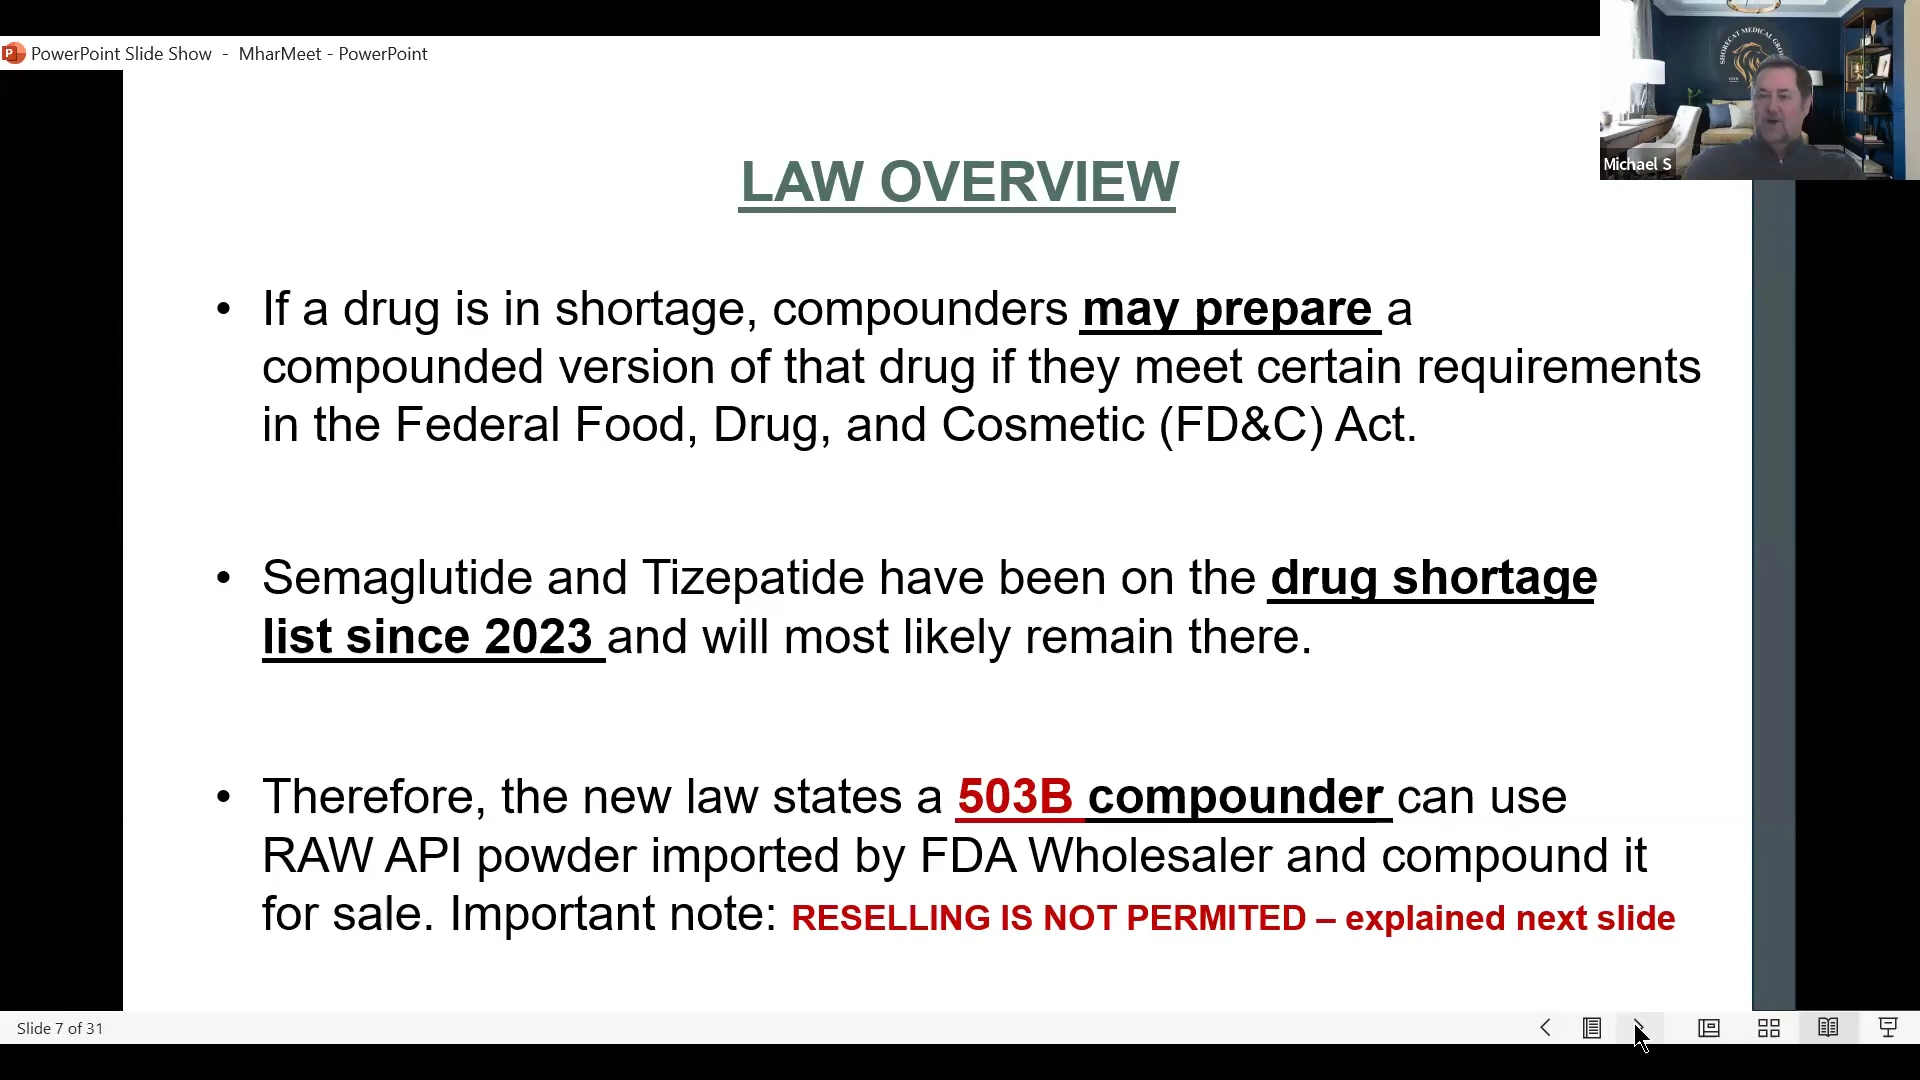 PowerPoint Slide Show - MharMeet - PowerPoint
SHORECAT MEDICAL GROUP
Michael S
LAW OVERVIEW
• If a drug is in shortage, compounders may prepare a
compounded version of that drug if they meet certain requirements
in the Federal Food, Drug, and Cosmetic (FD&C) Act.
• Semaglutide and Tizepatide have been on the drug shortage
list since 2023 and will most likely remain there.
• Therefore, the new law states a 503B compounder can use
RAW API powder imported by FDA Wholesaler and compound it
for sale. Important note: RESELLING IS NOT PERMITED – explained next slide
Slide 7 of 31